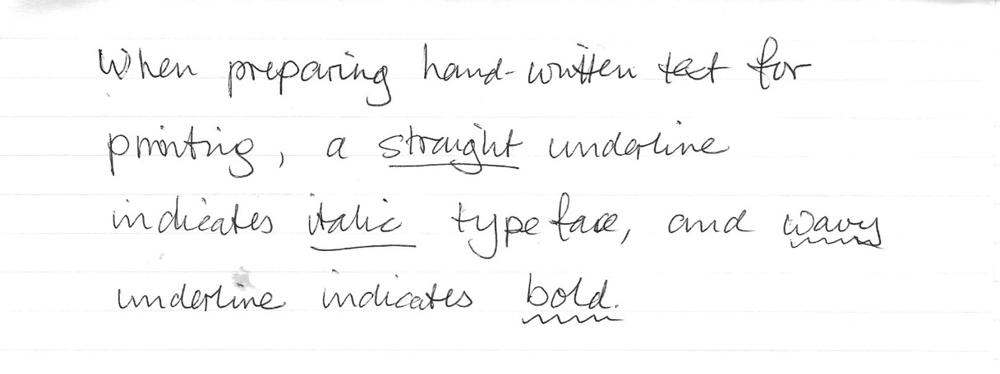 When preparing hand-written text for
printing, a straight underline
indicates italic typeface, and wavy
underline indicates bold.